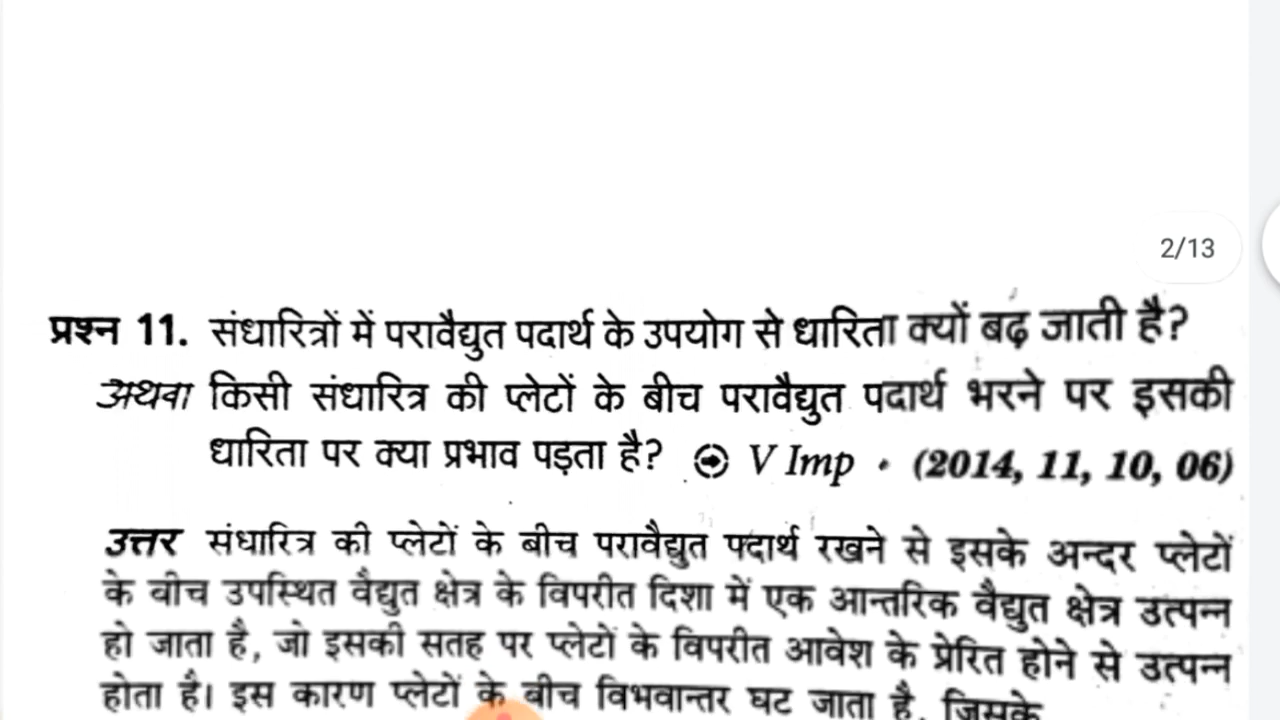 2/13
प्रश्न 11. संधारित्रों में परावैद्युत पदार्थ के उपयोग से धारिता क्यों बढ़ जाती है?
अथवा किसी संधारित्र की प्लेटों के बीच परावैद्युत पदार्थ भरने पर इसकी
धारिता पर क्या प्रभाव पड़ता है? V Imp • (2014, 11, 10, 06)
उत्तर संधारित्र की प्लेटों के बीच परावैद्युत पदार्थ रखने से इसके अन्दर प्लेटों
के बीच उपस्थित वैद्युत क्षेत्र के विपरीत दिशा में एक आन्तरिक वैद्युत क्षेत्र उत्पन्न
हो जाता है, जो इसकी सतह पर प्लेटों के विपरीत आवेश के प्रेरित होने से उत्पन्न
होता है। इस कारण प्लेटों के बीच विभवान्तर घट जाता है, जिसके